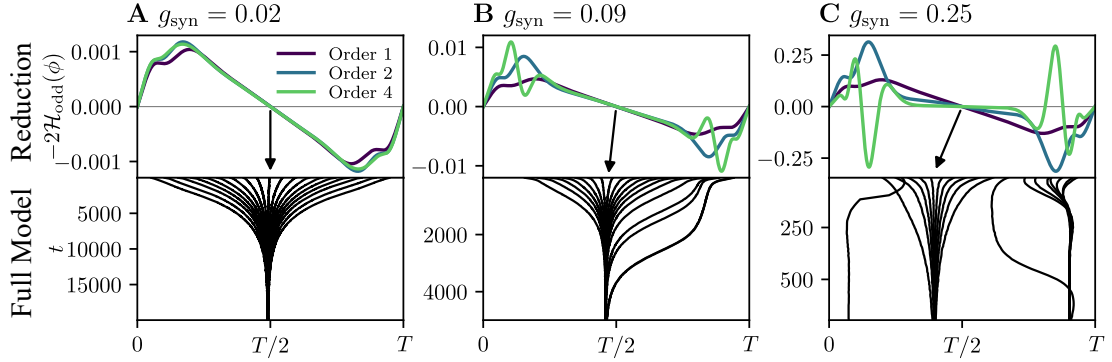 A g_syn = 0.02
B g_syn = 0.09
C g_syn = 0.25
Reduction
−2ℋ_odd(ϕ)
0.001
0.000
−0.001
Order 1
Order 2
Order 4
0.01
0.00
−0.01
0.25
0.00
−0.25
Full Model
t
5000
10000
15000
2000
4000
250
500
0 T/2 T
0 T/2 T
0 T/2 T